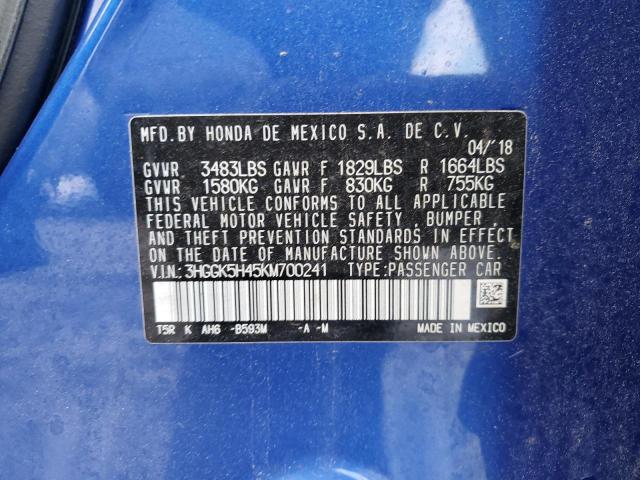 MFD.BY HONDA DE MEXICO S.A. DE C.V.
04/'18
GVWR 3483LBS GAWR F 1829LBS R 1664LBS
GVWR 1580KG GAWR F 830KG R 755KG
THIS VEHICLE CONFORMS TO ALL APPLICABLE
FEDERAL MOTOR VEHICLE SAFETY, BUMPER,
AND THEFT PREVENTION STANDARDS IN EFFECT
ON THE DATE OF MANUFACTURE SHOWN ABOVE.
V.I.N.: 3HGGK5H45KM700241 TYPE:PASSENGER CAR
T5R K AH6 -B593M -A -M MADE IN MEXICO